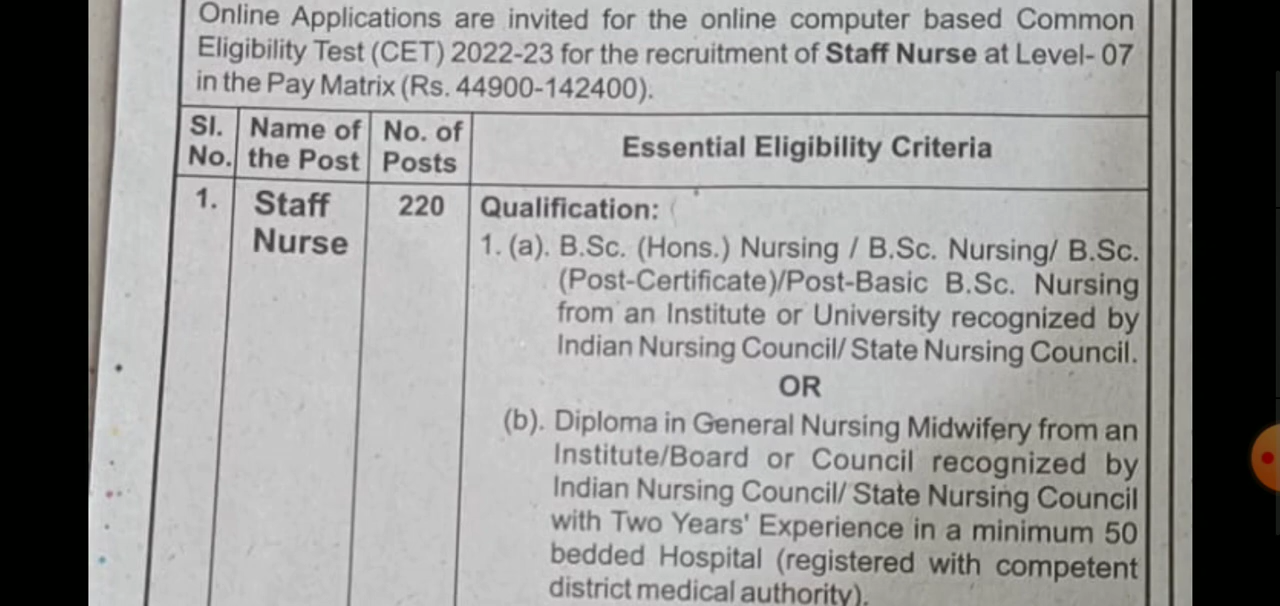 Online Applications are invited for the online computer based Common
Eligibility Test (CET) 2022-23 for the recruitment of Staff Nurse at Level- 07
in the Pay Matrix (Rs. 44900-142400).
Sl. No.
Name of the Post
No. of Posts
Essential Eligibility Criteria
1.
Staff Nurse
220
Qualification:
1. (a). B.Sc. (Hons.) Nursing / B.Sc. Nursing/ B.Sc.
(Post-Certificate)/Post-Basic B.Sc. Nursing
from an Institute or University recognized by
Indian Nursing Council/ State Nursing Council.
OR
(b). Diploma in General Nursing Midwifery from an
Institute/Board or Council recognized by
Indian Nursing Council/ State Nursing Council
with Two Years' Experience in a minimum 50
bedded Hospital (registered with competent
district medical authority).